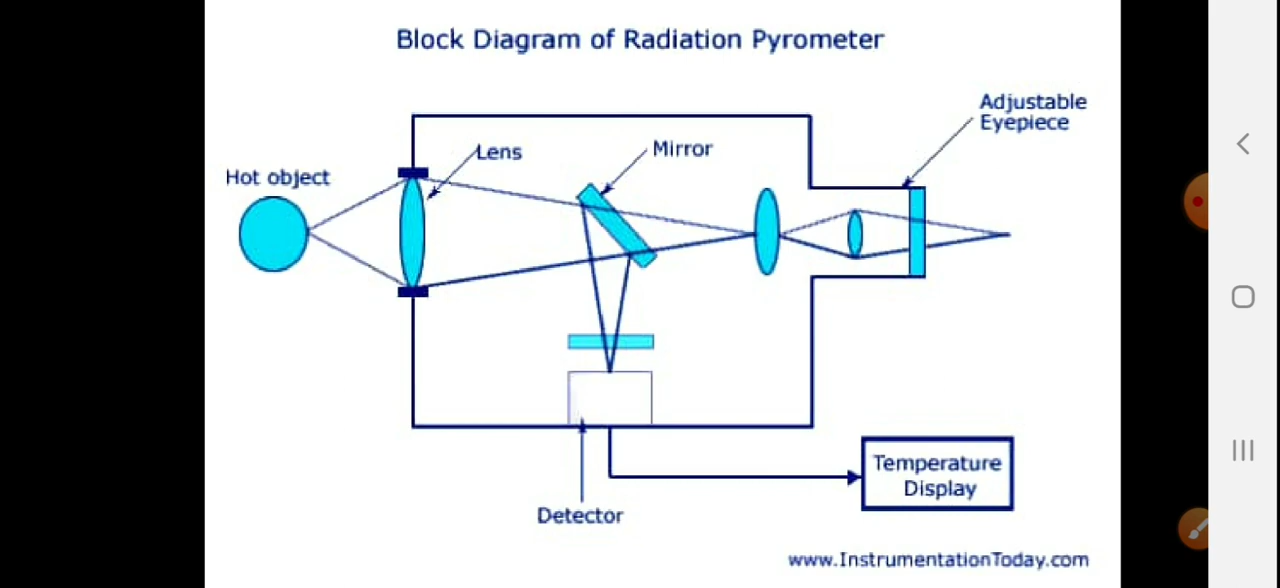 Block Diagram of Radiation Pyrometer
Adjustable
Eyepiece
Lens
Mirror
Hot object
Temperature
Display
Detector
www.InstrumentationToday.com